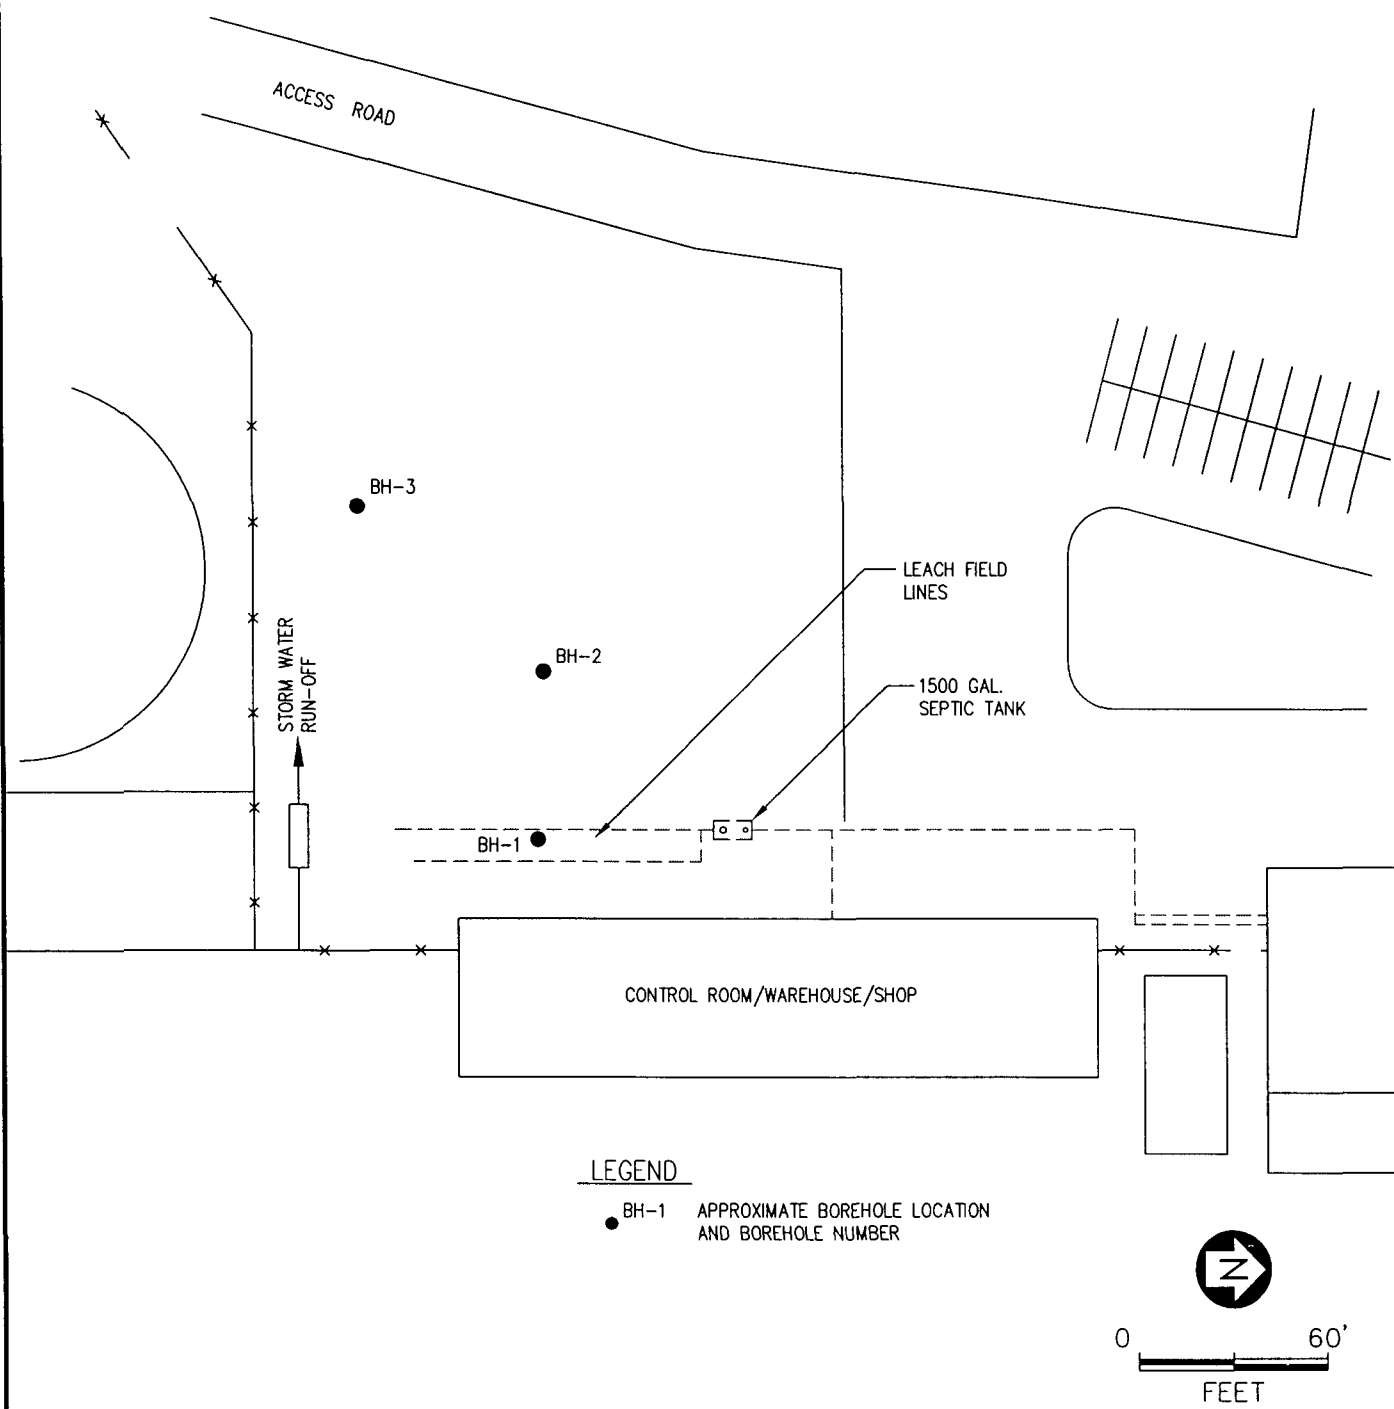 ACCESS ROAD
BH-3
LEACH FIELD
LINES
STORM WATER
RUN-OFF
BH-2
1500 GAL.
SEPTIC TANK
BH-1
CONTROL ROOM/WAREHOUSE/SHOP
LEGEND
BH-1 APPROXIMATE BOREHOLE LOCATION
AND BOREHOLE NUMBER
N
0 60'
FEET